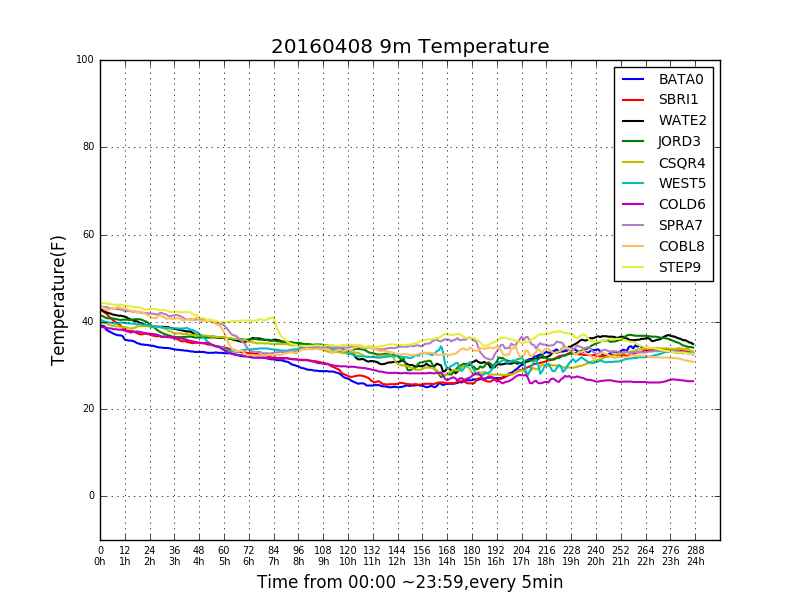 20160408 9m Temperature
100
80
60
40
20
0
Temperature(F)
BATA0
SBRI1
WATE2
JORD3
CSQR4
WEST5
COLD6
SPRA7
COBL8
STEP9
0 12 24 36 48 60 72 84 96 108 120 132 144 156 168 180 192 204 216 228 240 252 264 276 288
0h 1h 2h 3h 4h 5h 6h 7h 8h 9h 10h 11h 12h 13h 14h 15h 16h 17h 18h 19h 20h 21h 22h 23h 24h
Time from 00:00 ~23:59,every 5min